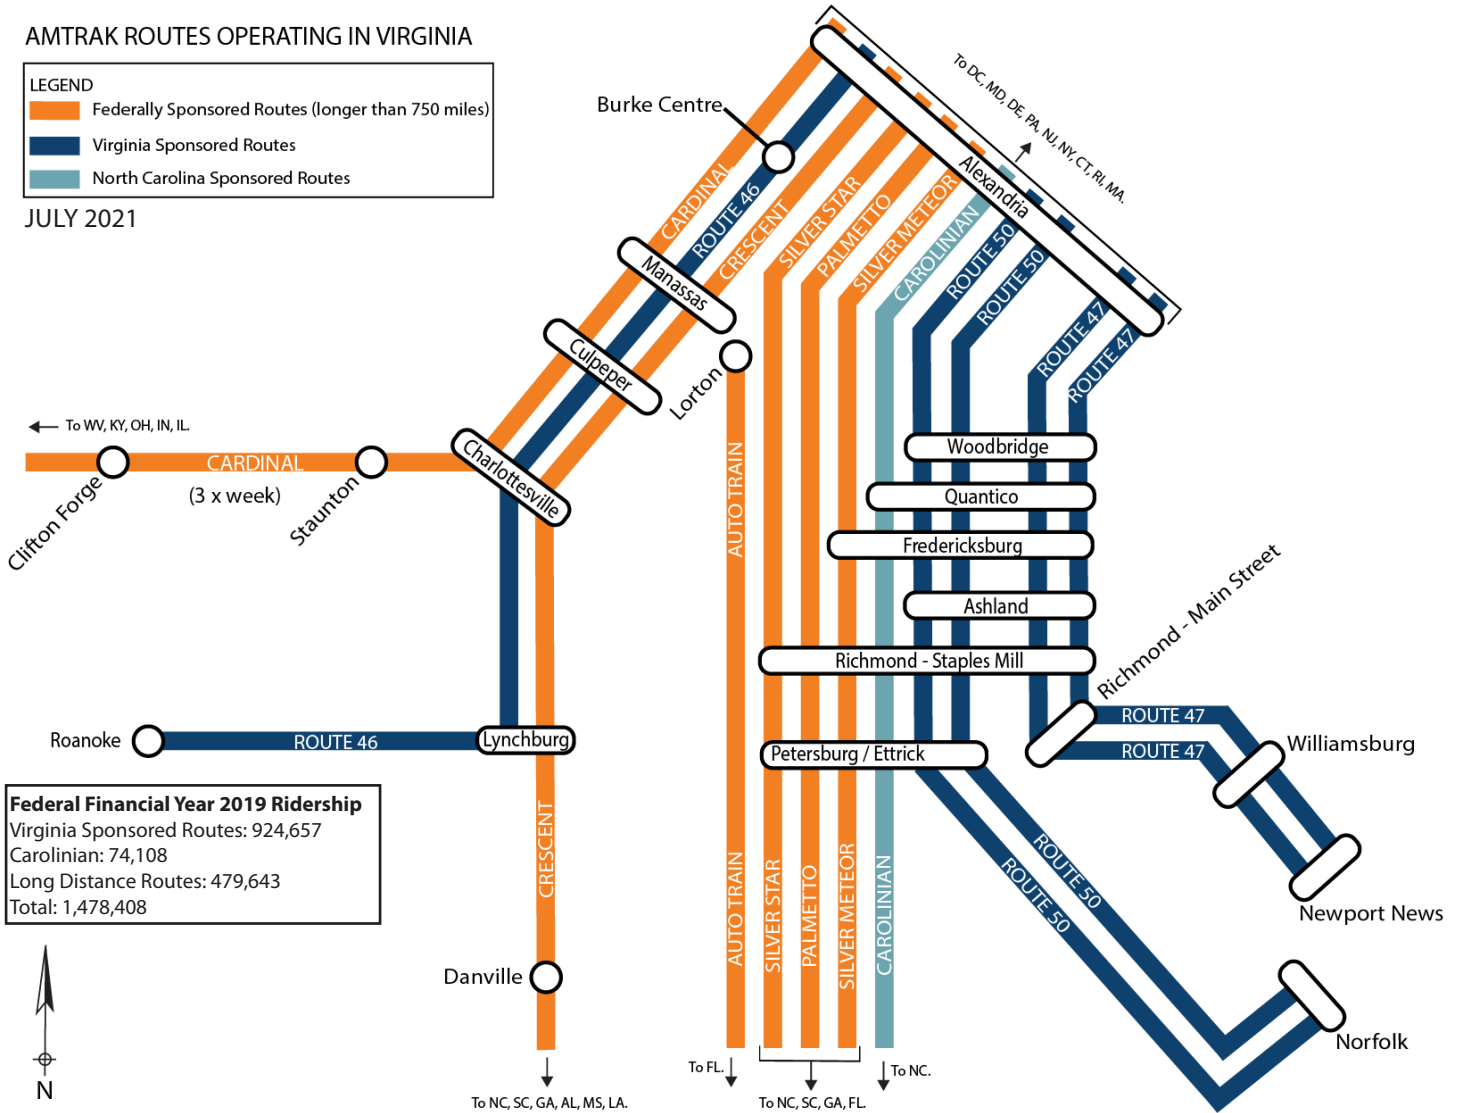 AMTRAK ROUTES OPERATING IN VIRGINIA
LEGEND
Federally Sponsored Routes (longer than 750 miles)
Virginia Sponsored Routes
North Carolina Sponsored Routes
JULY 2021
To DC, MD, DE, PA, NJ, NY, CT, RI, MA.
Burke Centre
Alexandria
CARDINAL
ROUTE 46
CRESCENT
SILVER STAR
PALMETTO
SILVER METEOR
CAROLINIAN
ROUTE 50
ROUTE 50
ROUTE 47
ROUTE 47
Manassas
Culpeper
Lorton
To WV, KY, OH, IN, IL.
CARDINAL
(3 x week)
Clifton Forge
Staunton
Charlottesville
AUTO TRAIN
Woodbridge
Quantico
Fredericksburg
Ashland
Richmond - Staples Mill
Richmond - Main Street
ROUTE 47
ROUTE 47
Williamsburg
Newport News
Roanoke
ROUTE 46
Lynchburg
Petersburg / Ettrick
Federal Financial Year 2019 Ridership
Virginia Sponsored Routes: 924,657
Carolinian: 74,108
Long Distance Routes: 479,643
Total: 1,478,408
CRESCENT
AUTO TRAIN
SILVER STAR
PALMETTO
SILVER METEOR
CAROLINIAN
ROUTE 50
ROUTE 50
Danville
Norfolk
N
To NC, SC, GA, AL, MS, LA.
To FL.
To NC, SC, GA, FL.
To NC.